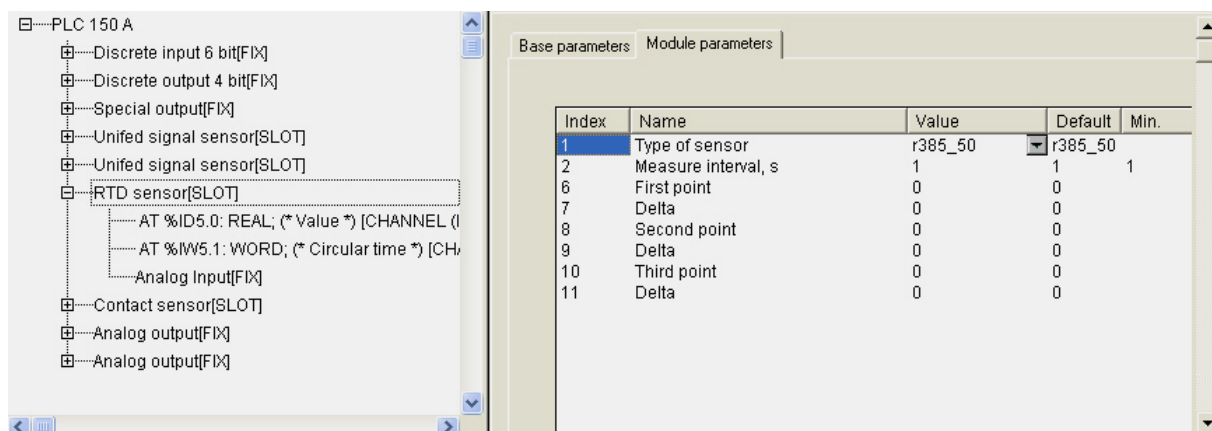 PLC 150 A
Discrete input 6 bit[FIX]
Discrete output 4 bit[FIX]
Special output[FIX]
Unifed signal sensor[SLOT]
Unifed signal sensor[SLOT]
RTD sensor[SLOT]
AT %ID5.0: REAL; (* Value *) [CHANNEL (I
AT %IW5.1: WORD; (* Circular time *) [CHA
Analog Input[FIX]
Contact sensor[SLOT]
Analog output[FIX]
Analog output[FIX]
Base parameters Module parameters
Index Name Value Default Min.
1 Type of sensor r385_50 r385_50
2 Measure interval, s 1 1 1
6 First point 0 0
7 Delta 0 0
8 Second point 0 0
9 Delta 0 0
10 Third point 0 0
11 Delta 0 0